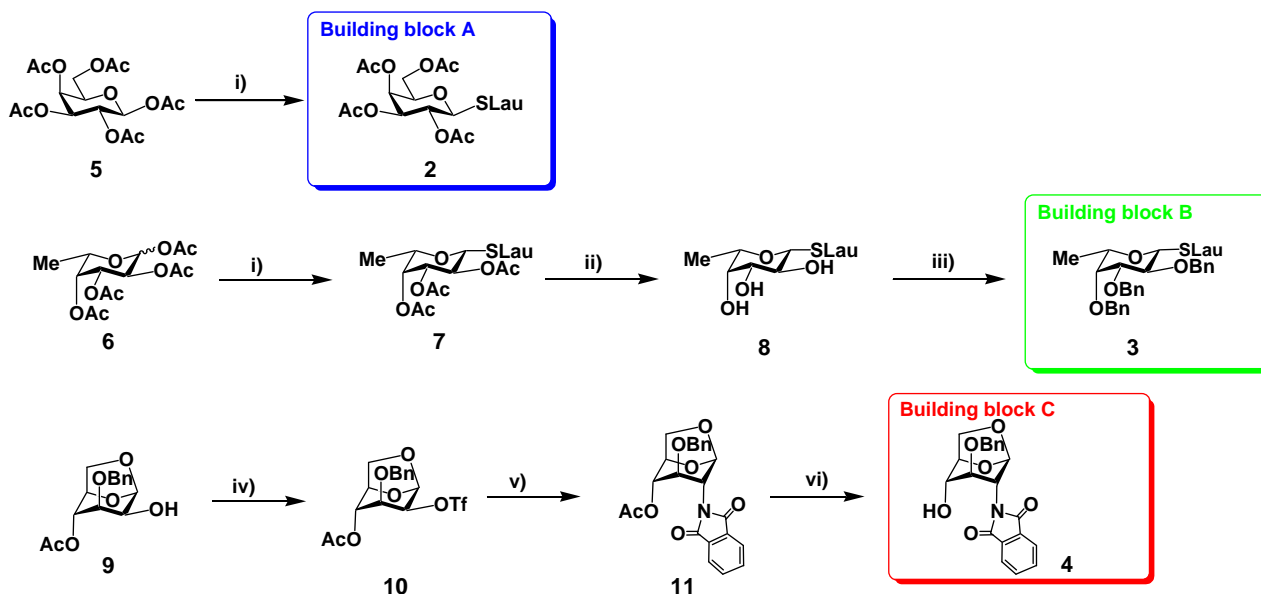 Building block A
OAc
AcO
O
OAc
AcO
OAc
5
i)
OAc
AcO
O
SLau
AcO
OAc
2
Building block B
Me
O
OAc
OAc
OAc
OAc
6
i)
Me
O
SLau
OAc
OAc
OAc
7
ii)
Me
O
SLau
OH
OH
OH
8
iii)
Me
O
SLau
OBn
OBn
OBn
3
Building block C
O
OBn
O
OH
AcO
9
iv)
O
OBn
O
OTf
AcO
10
v)
O
OBn
O
AcO
N
O
O
11
vi)
O
OBn
O
HO
N
O
O
4